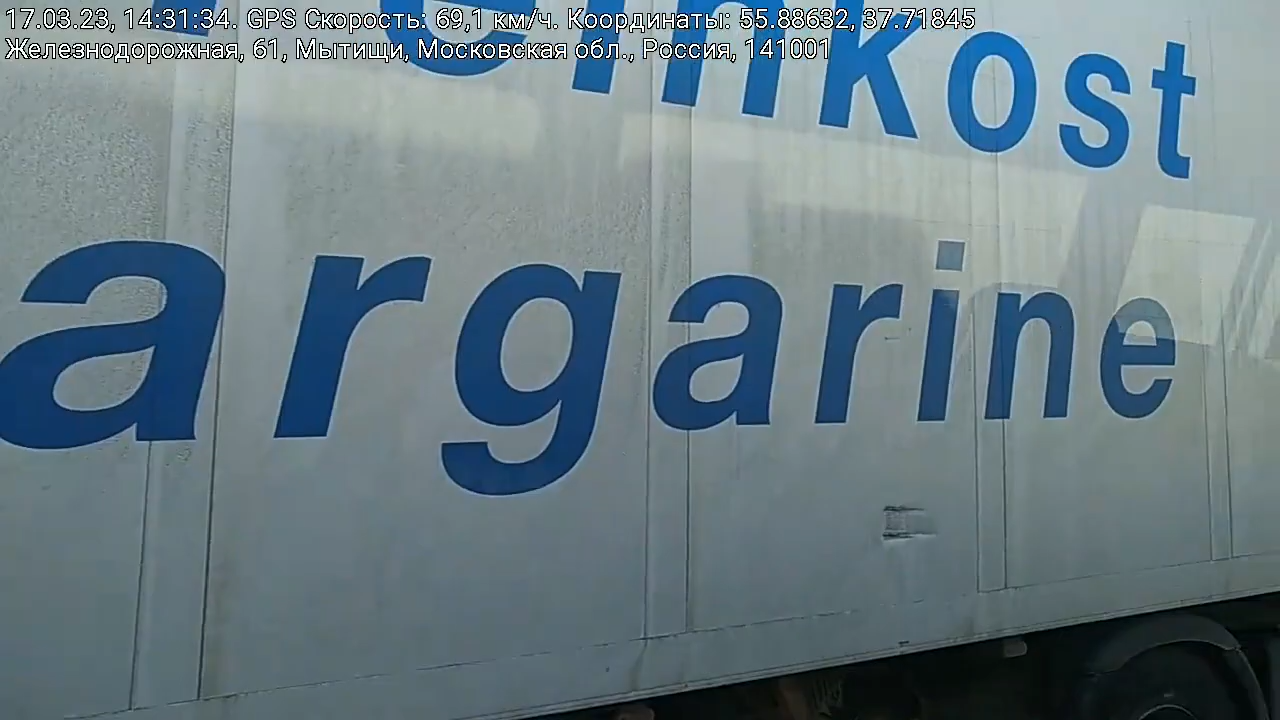 17.03.23, 14:31:34. GPS Скорость: 69,1 км/ч. Координаты: 55.88632, 37.71845
Железнодорожная, 61, Мытищи, Московская обл., Россия, 141001
einkost
argarine